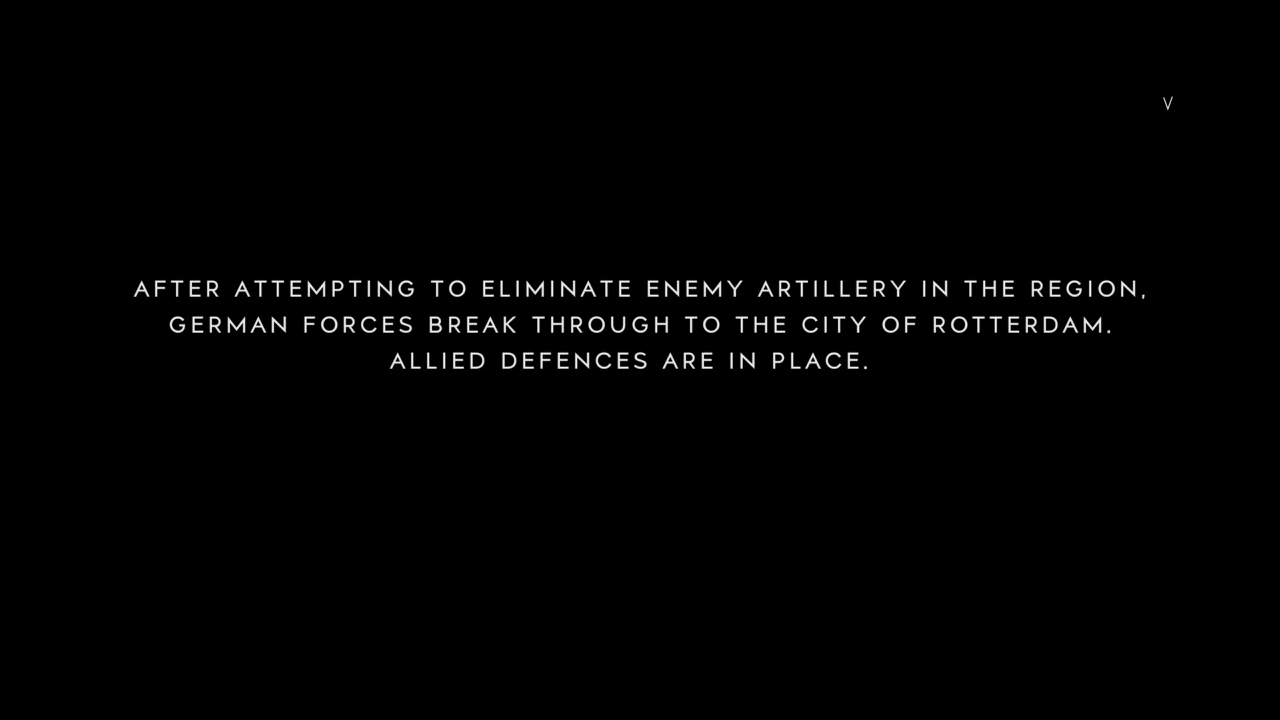 V
AFTER ATTEMPTING TO ELIMINATE ENEMY ARTILLERY IN THE REGION,
GERMAN FORCES BREAK THROUGH TO THE CITY OF ROTTERDAM.
ALLIED DEFENCES ARE IN PLACE.